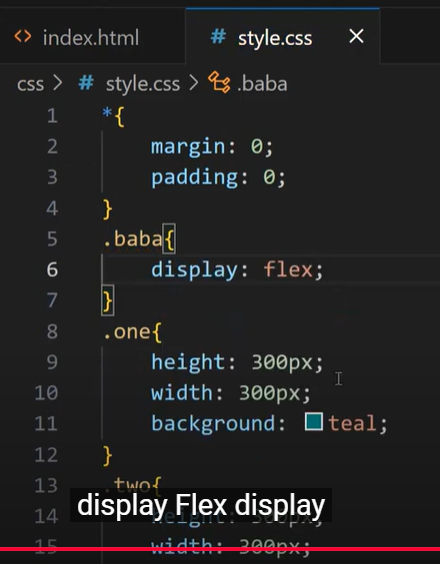 index.html
# style.css ×
css > # style.css > .baba
1 *{
2 margin: 0;
3 padding: 0;
4 }
5 .baba{
6 display: flex;
7 }
8 .one{
9 height: 300px;
10 width: 300px;
11 background: teal;
12 }
13 .two{
display Flex display
14 height: 300px;
15 width: 300px;